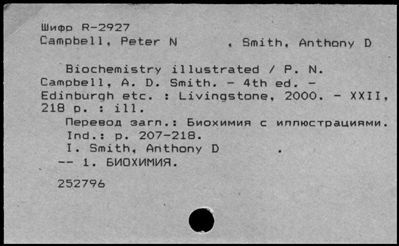 Шифр R-2927
Campbell, Peter N , Smith, Anthony D
Biochemistry illustrated / P. N.
Campbell, A. D. Smith. - 4th ed. -
Edinburgh etc. : Livingstone, 2000. - XXII,
218 p. : ill.
Перевод загл.: Биохимия с иллюстрациями.
Ind.: p. 207-218.
I. Smith, Anthony D .
-- 1. БИОХИМИЯ.
252796